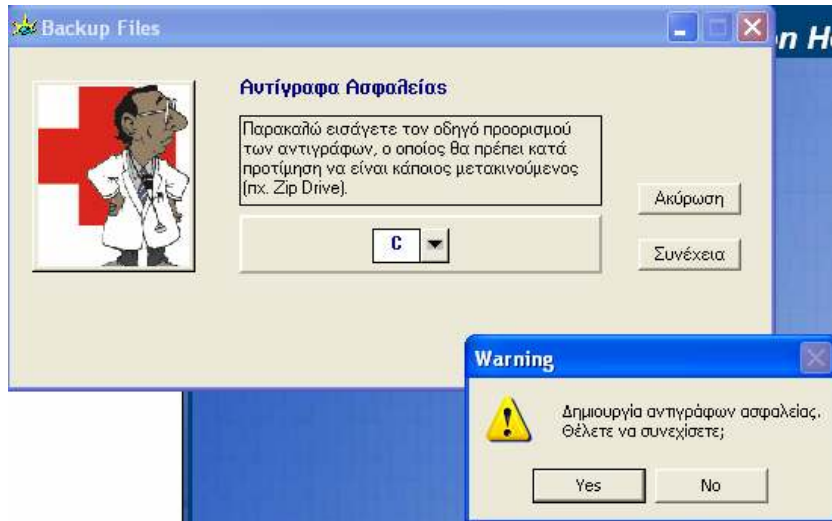 Backup Files
n H
Αντίγραφα Ασφαλείας
Παρακαλώ εισάγετε τον οδηγό προορισμού
των αντιγράφων, ο οποίος θα πρέπει κατά
προτίμηση να είναι κάποιος μετακινούμενος
(πχ. Zip Drive).
Ακύρωση
C
Συνέχεια
Warning
Δημιουργία αντιγράφων ασφαλείας.
Θέλετε να συνεχίσετε;
Yes
No